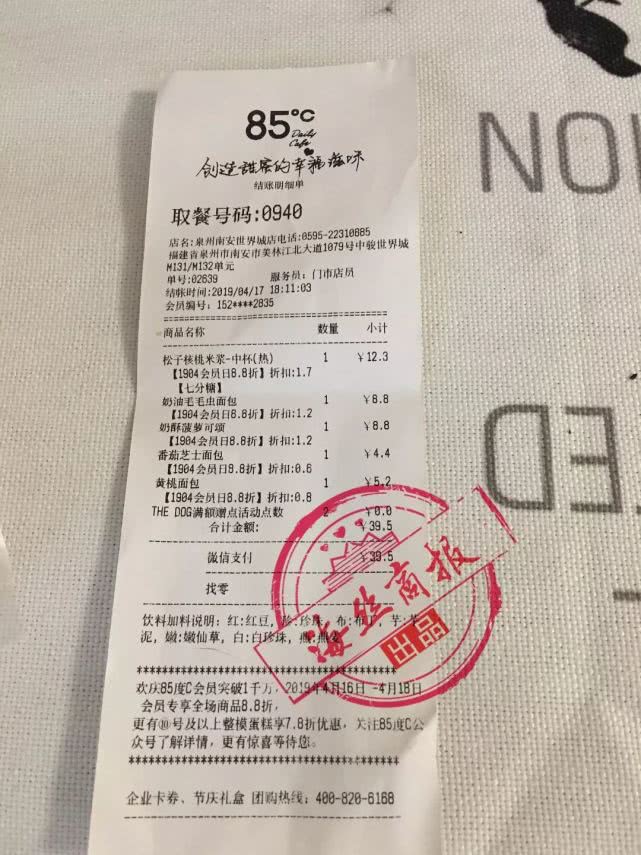 85°C
Daily
Cafe
创造甜蜜的幸福滋味
结账明细单
取餐号码:0940
店名:泉州南安世界城店电话:0595-22310885
福建省泉州市南安市美林江北大道1079号中骏世界城
M131/M132单元
单号:02639 服务员：门市店员
结帐时间:2019/04/17 18:11:03
会员编号：152****2835
商品名称 数量 小计
松子核桃米浆-中杯(热) 1 ￥12.3
【1904会员日8.8折】折扣:1.7
【七分糖】
奶油毛毛虫面包 1 ￥8.8
【1904会员日8.8折】折扣:1.2
奶酥菠萝可颂 1 ￥8.8
【1904会员日8.8折】折扣:1.2
番茄芝士面包 1 ￥4.4
【1904会员日8.8折】折扣:0.6
黄桃面包 1 ￥5.2
【1904会员日8.8折】折扣:0.8
THE DOG满额赠点活动点数 2 ￥0.0
合计金额: ￥39.5
微信支付 ￥39.5
找零
饮料加料说明：红:红豆, 珍:珍珠, 布:布丁, 芋:芋
泥, 嫩:嫩仙草, 白:白珍珠, 燕:燕麦
海丝商报
出品
****************************************
欢庆85度C会员突破1千万，2019年4月16日-4月18日
会员专享全场商品8.8折，
更有⑩号及以上整模蛋糕享7.8折优惠，关注85度C公
众号了解详情，更有惊喜等待您。
****************************************
企业卡券、节庆礼盒 团购热线：400-820-6168
ION
ED